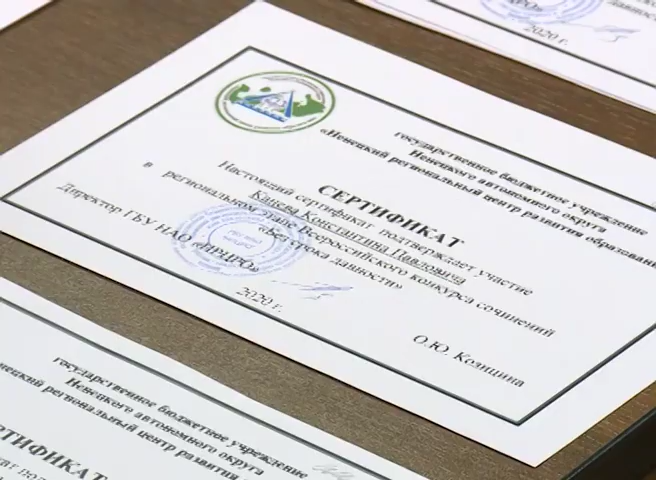 2020 г.
государственное бюджетное учреждение
Ненецкого автономного округа
«Ненецкий региональный центр развития образования
СЕРТИФИКАТ
Настоящий сертификат подтверждает участие
Канева Константина Павловича
в региональном этапе Всероссийского конкурса сочинений
«Без срока давности»
Директор ГБУ НАО «НРЦРО»
О.Ю. Козицина
2020 г.
государственное бюджетное учреждение
Ненецкого автономного округа
региональный центр развития